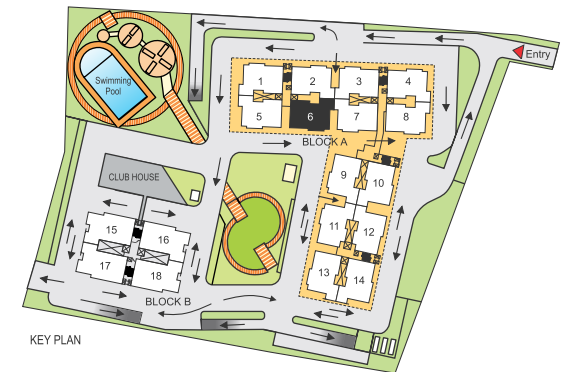 Entry
Swimming
Pool
1
2
3
4
5
6
7
8
BLOCK A
9
10
CLUB HOUSE
11
12
15
16
13
14
17
18
BLOCK B
KEY PLAN